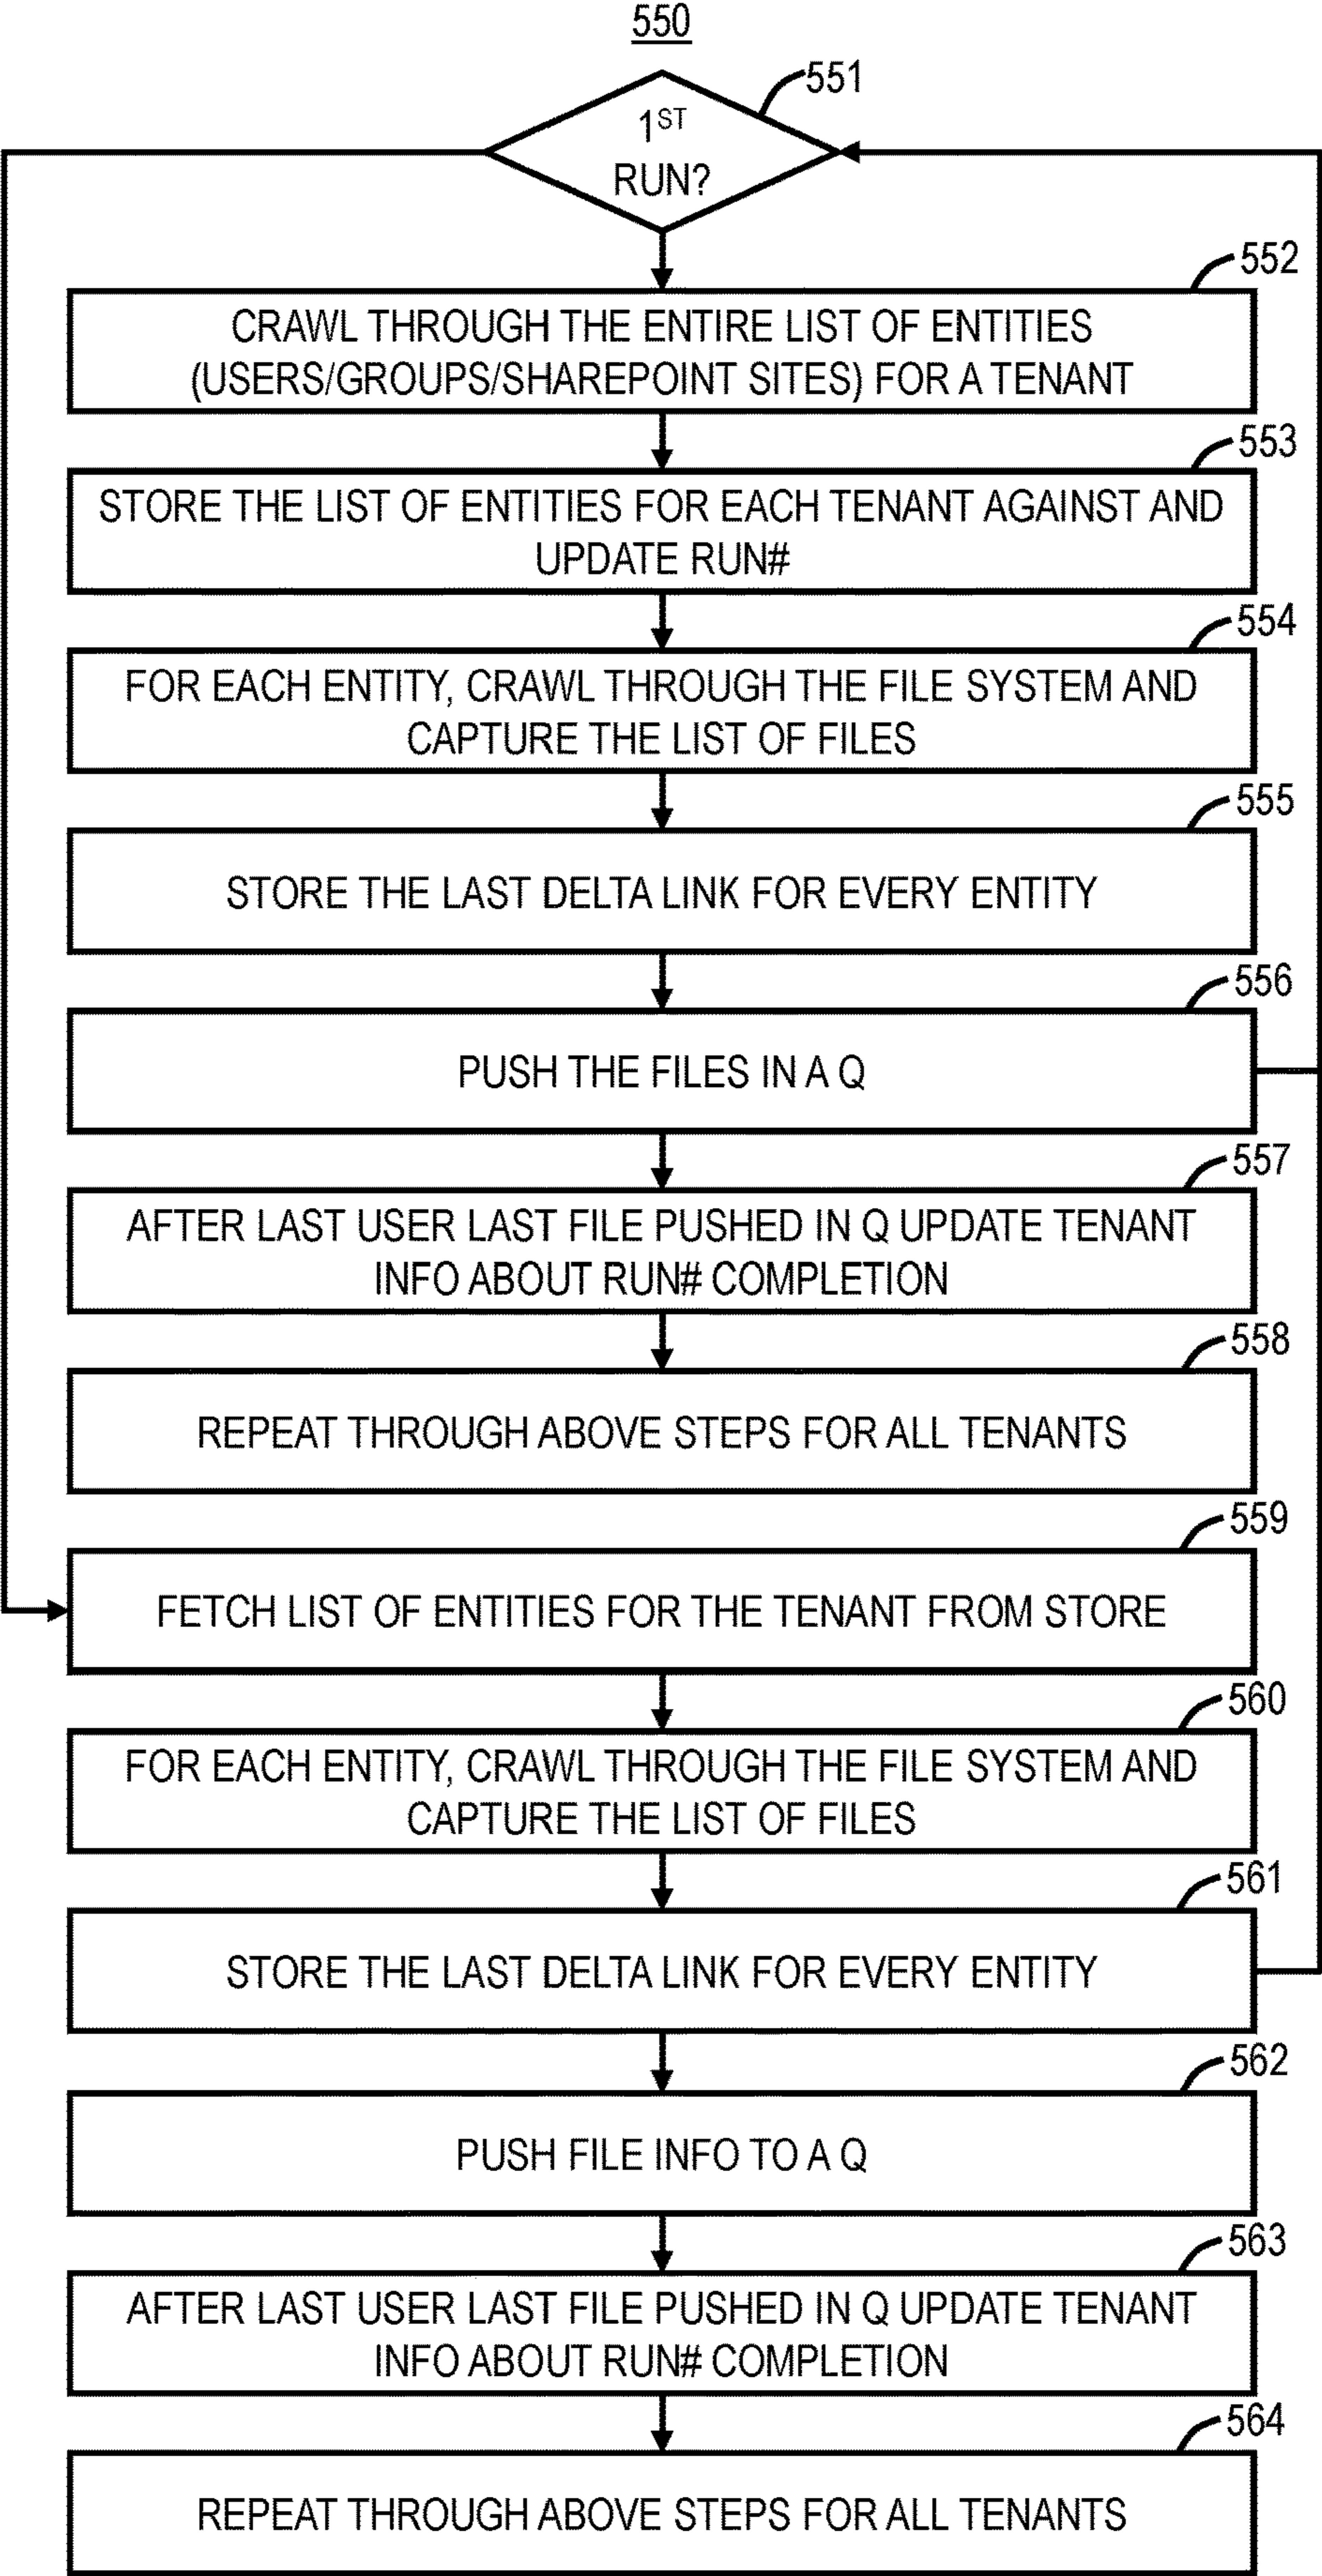 550
551
1ST
RUN?
552
CRAWL THROUGH THE ENTIRE LIST OF ENTITIES
(USERS/GROUPS/SHAREPOINT SITES) FOR A TENANT
553
STORE THE LIST OF ENTITIES FOR EACH TENANT AGAINST AND
UPDATE RUN#
554
FOR EACH ENTITY, CRAWL THROUGH THE FILE SYSTEM AND
CAPTURE THE LIST OF FILES
555
STORE THE LAST DELTA LINK FOR EVERY ENTITY
556
PUSH THE FILES IN A Q
557
AFTER LAST USER LAST FILE PUSHED IN Q UPDATE TENANT
INFO ABOUT RUN# COMPLETION
558
REPEAT THROUGH ABOVE STEPS FOR ALL TENANTS
559
FETCH LIST OF ENTITIES FOR THE TENANT FROM STORE
560
FOR EACH ENTITY, CRAWL THROUGH THE FILE SYSTEM AND
CAPTURE THE LIST OF FILES
561
STORE THE LAST DELTA LINK FOR EVERY ENTITY
562
PUSH FILE INFO TO A Q
563
AFTER LAST USER LAST FILE PUSHED IN Q UPDATE TENANT
INFO ABOUT RUN# COMPLETION
564
REPEAT THROUGH ABOVE STEPS FOR ALL TENANTS